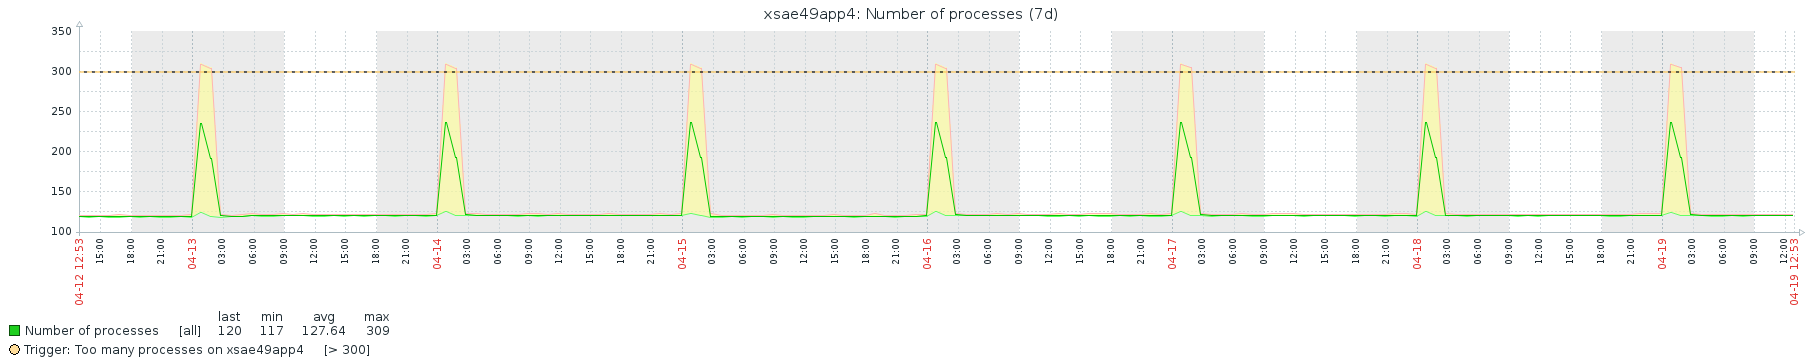 xsae49app4: Number of processes (7d)
350
300
250
200
150
100
04-12 12:53 15:00 18:00 21:00 04-13 03:00 06:00 09:00 12:00 15:00 18:00 21:00 04-14 03:00 06:00 09:00 12:00 15:00 18:00 21:00 04-15 03:00 06:00 09:00 12:00 15:00 18:00 21:00 04-16 03:00 06:00 09:00 12:00 15:00 18:00 21:00 04-17 03:00 06:00 09:00 12:00 15:00 18:00 21:00 04-18 03:00 06:00 09:00 12:00 15:00 18:00 21:00 04-19 03:00 06:00 09:00 12:00 04-19 12:53
last min avg max
Number of processes [all] 120 117 127.64 309
Trigger: Too many processes on xsae49app4 [> 300]